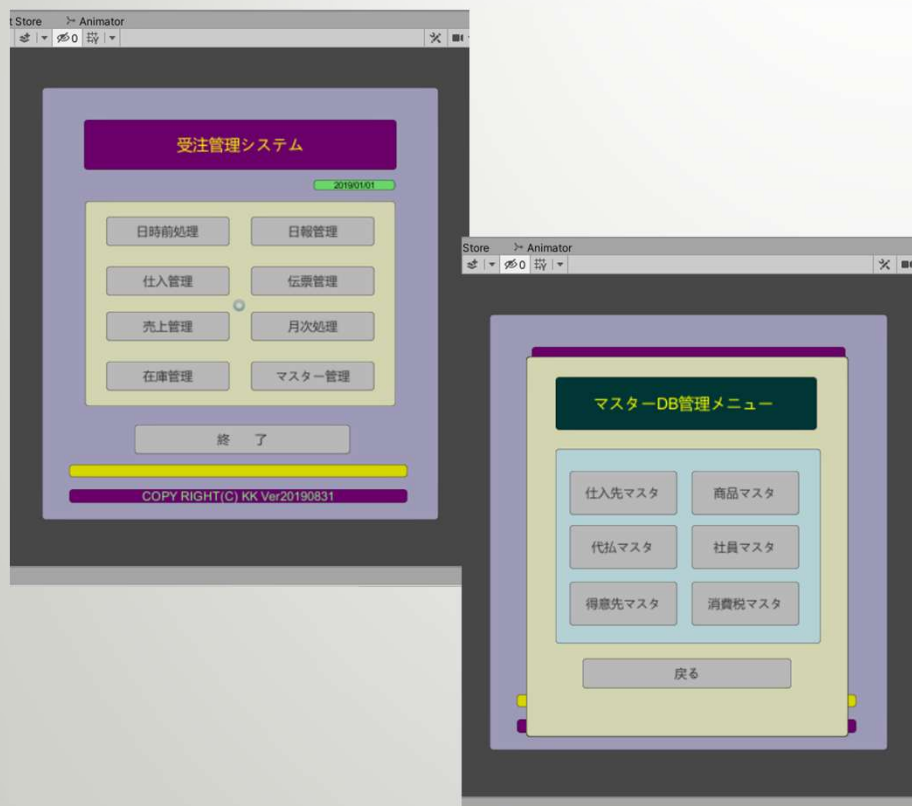 t Store Animator
0
受注管理システム
2019/01/01
日時前処理 日報管理
仕入管理 伝票管理
売上管理 月次処理
在庫管理 マスター管理
終 了
COPY RIGHT(C) KK Ver20190831
Store Animator
0
マスターDB管理メニュー
仕入先マスタ 商品マスタ
代払マスタ 社員マスタ
得意先マスタ 消費税マスタ
戻る